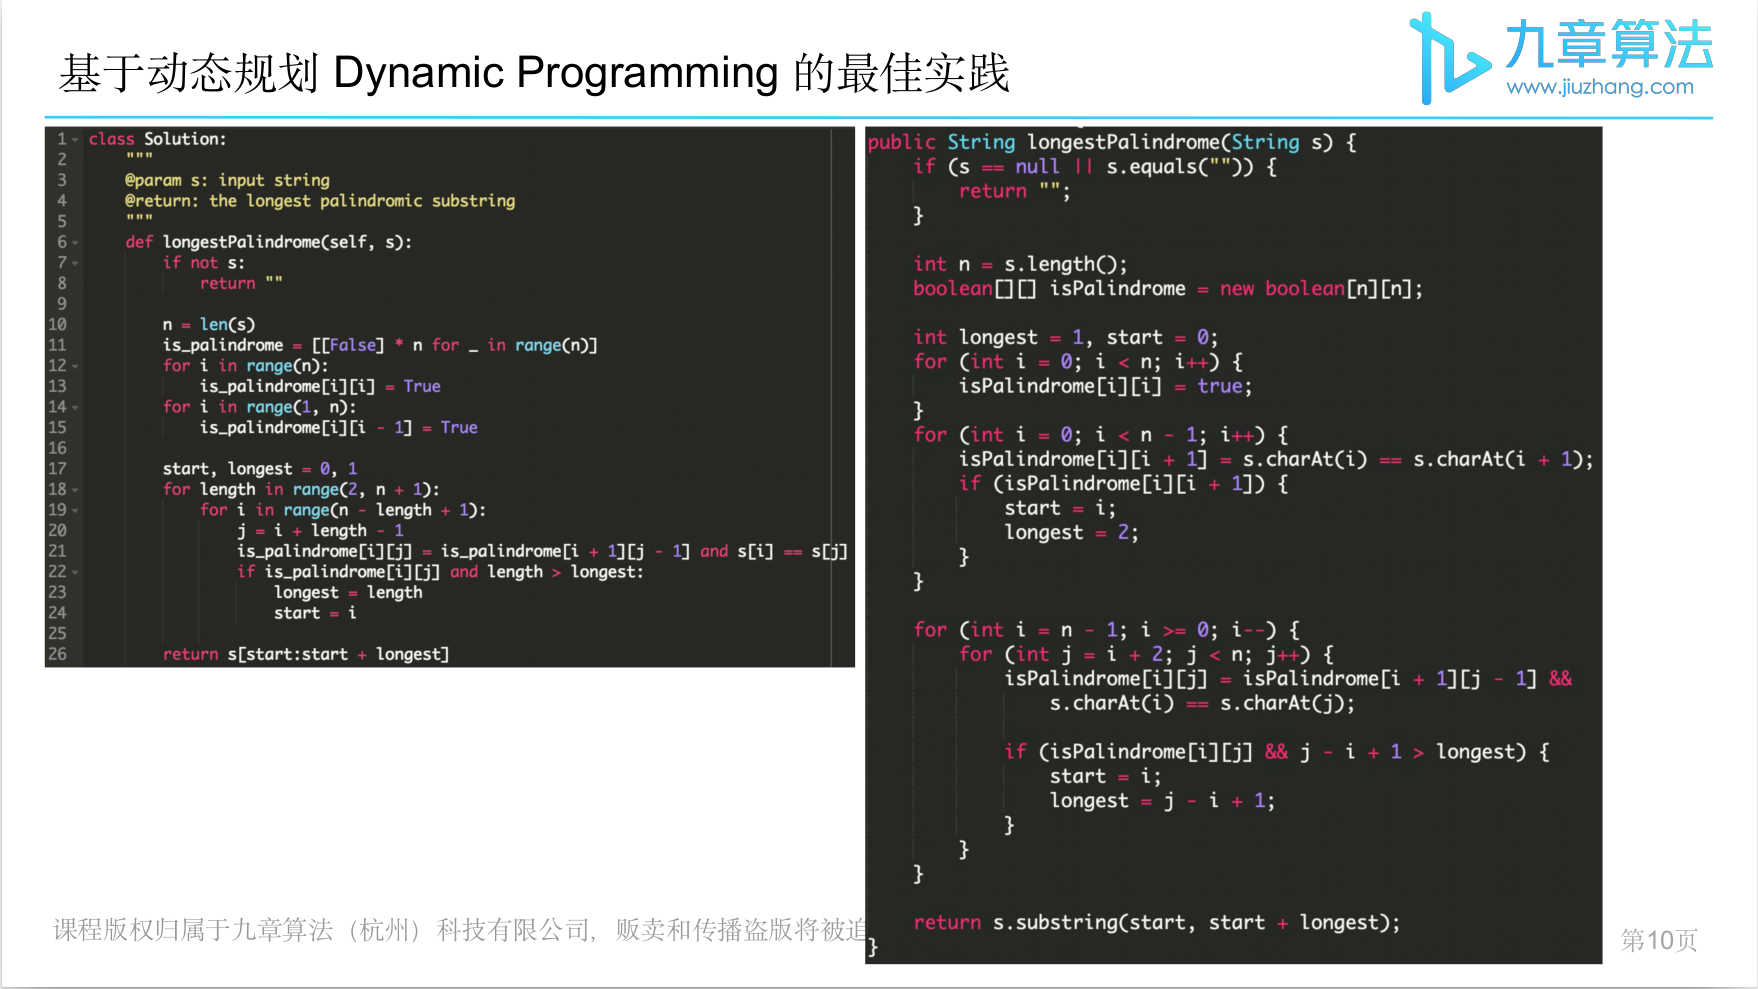 基于动态规划 Dynamic Programming 的最佳实践
九章算法
www.jiuzhang.com
1 class Solution:
2     """
3     @param s: input string
4     @return: the longest palindromic substring
5     """
6     def longestPalindrome(self, s):
7         if not s:
8             return ""
9
10         n = len(s)
11         is_palindrome = [[False] * n for _ in range(n)]
12         for i in range(n):
13             is_palindrome[i][i] = True
14         for i in range(1, n):
15             is_palindrome[i][i - 1] = True
16
17         start, longest = 0, 1
18         for length in range(2, n + 1):
19             for i in range(n - length + 1):
20                 j = i + length - 1
21                 is_palindrome[i][j] = is_palindrome[i + 1][j - 1] and s[i] == s[j]
22                 if is_palindrome[i][j] and length > longest:
23                     longest = length
24                     start = i
25
26         return s[start:start + longest]
public String longestPalindrome(String s) {
    if (s == null || s.equals("")) {
        return "";
    }
    int n = s.length();
    boolean[][] isPalindrome = new boolean[n][n];
    int longest = 1, start = 0;
    for (int i = 0; i < n; i++) {
        isPalindrome[i][i] = true;
    }
    for (int i = 0; i < n - 1; i++) {
        isPalindrome[i][i + 1] = s.charAt(i) == s.charAt(i + 1);
        if (isPalindrome[i][i + 1]) {
            start = i;
            longest = 2;
        }
    }
    for (int i = n - 1; i >= 0; i--) {
        for (int j = i + 2; j < n; j++) {
            isPalindrome[i][j] = isPalindrome[i + 1][j - 1] &&
                s.charAt(i) == s.charAt(j);
            if (isPalindrome[i][j] && j - i + 1 > longest) {
                start = i;
                longest = j - i + 1;
            }
        }
    }
    return s.substring(start, start + longest);
}
课程版权归属于九章算法（杭州）科技有限公司，贩卖和传播盗版将被追
第10页